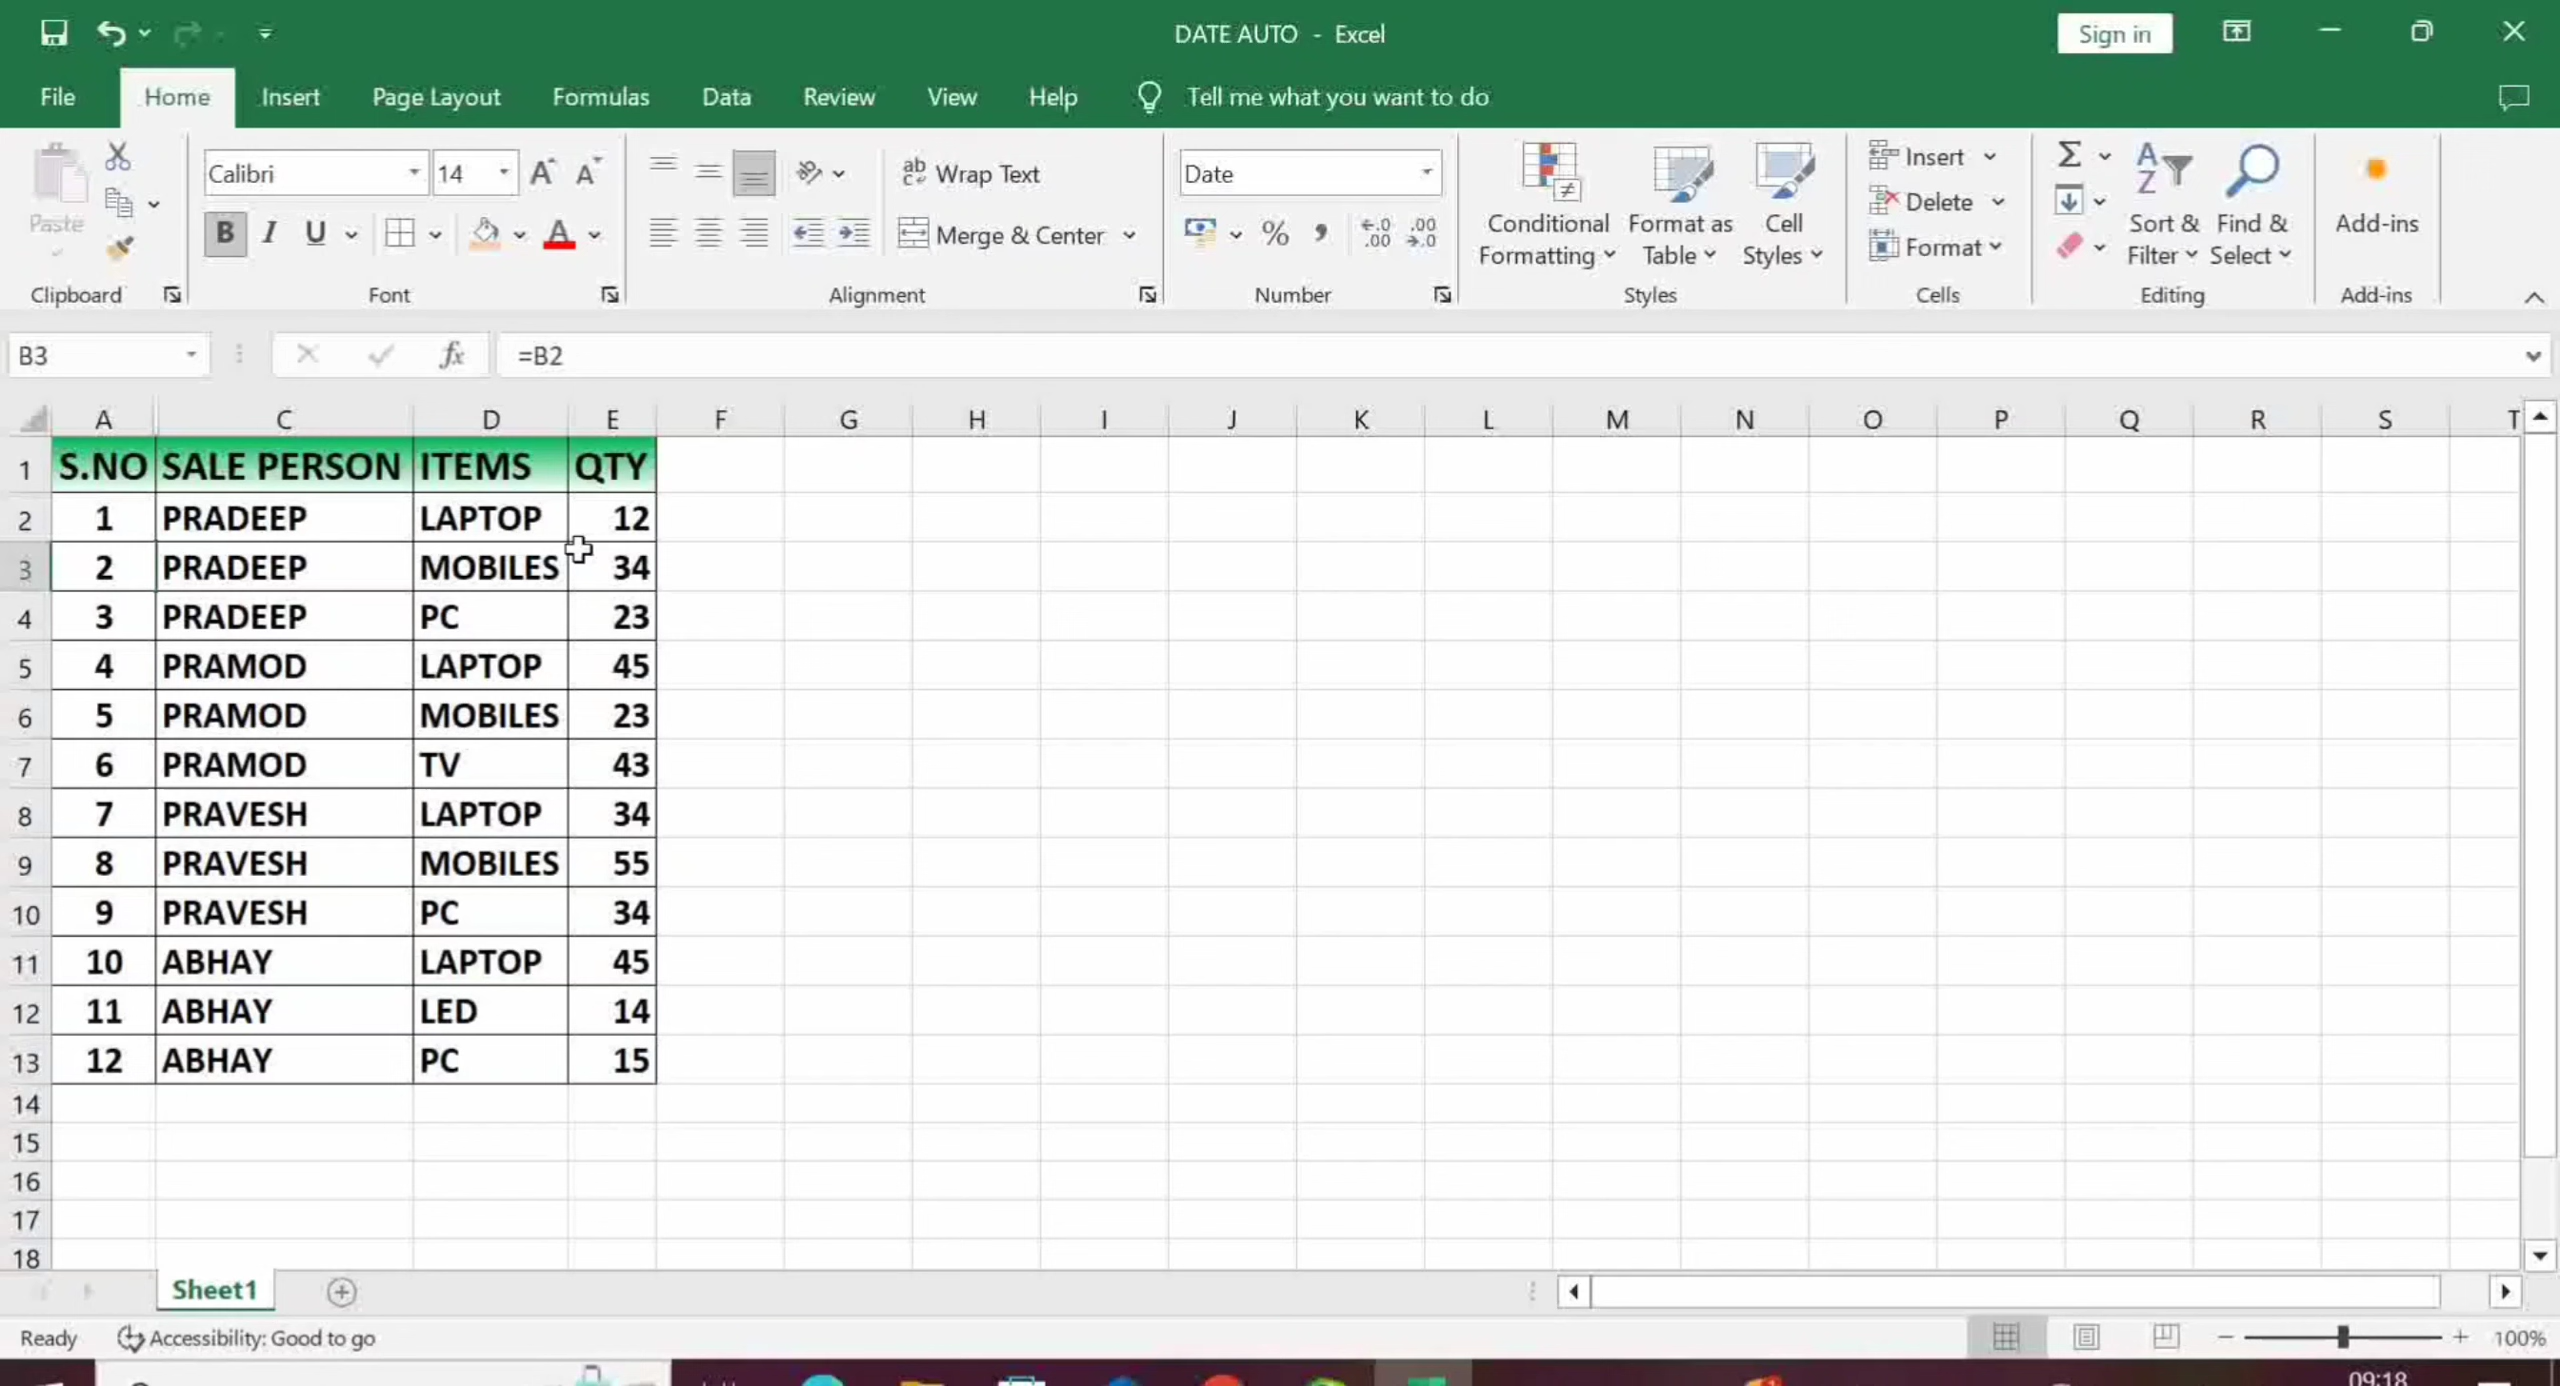 DATE AUTO - Excel
Sign in
File Home Insert Page Layout Formulas Data Review View Help Tell me what you want to do
Paste
Clipboard
Calibri 14
B I U
Font
Wrap Text
Merge & Center
Alignment
Date
Number
Conditional Formatting
Format as Table
Cell Styles
Styles
Insert
Delete
Format
Cells
Sort & Filter
Find & Select
Editing
Add-ins
Add-ins
B3 fx =B2
A C D E F G H I J K L M N O P Q R S T
1 S.NO SALE PERSON ITEMS QTY
2 1 PRADEEP LAPTOP 12
3 2 PRADEEP MOBILES 34
4 3 PRADEEP PC 23
5 4 PRAMOD LAPTOP 45
6 5 PRAMOD MOBILES 23
7 6 PRAMOD TV 43
8 7 PRAVESH LAPTOP 34
9 8 PRAVESH MOBILES 55
10 9 PRAVESH PC 34
11 10 ABHAY LAPTOP 45
12 11 ABHAY LED 14
13 12 ABHAY PC 15
14
15
16
17
18
Sheet1
Ready Accessibility: Good to go 100%
09:18